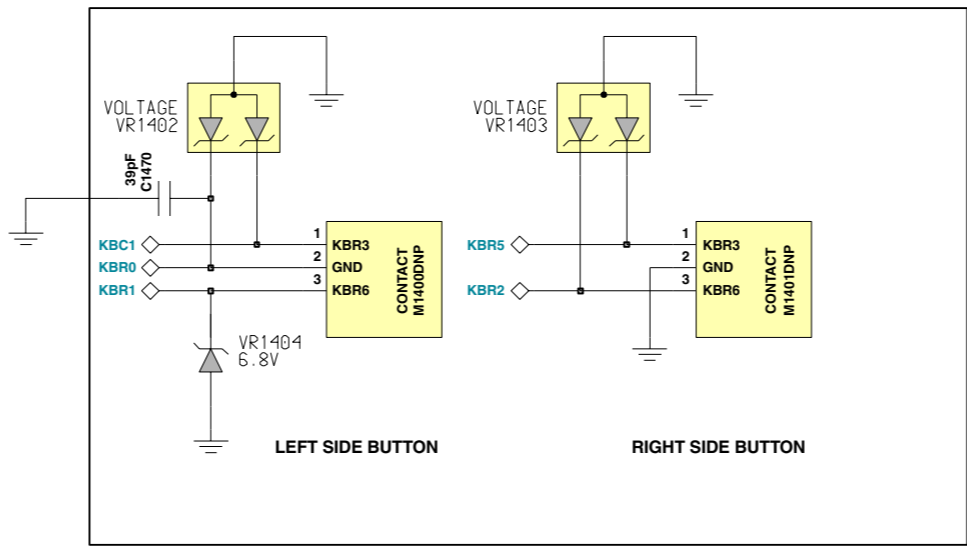 VOLTAGE
VR1402
39pF
C1470
KBC1
KBR0
KBR1
1
2
3
KBR3
GND
KBR6
CONTACT
M1400DNP
VR1404
6.8V
LEFT SIDE BUTTON
VOLTAGE
VR1403
KBR5
KBR2
1
2
3
KBR3
GND
KBR6
CONTACT
M1401DNP
RIGHT SIDE BUTTON